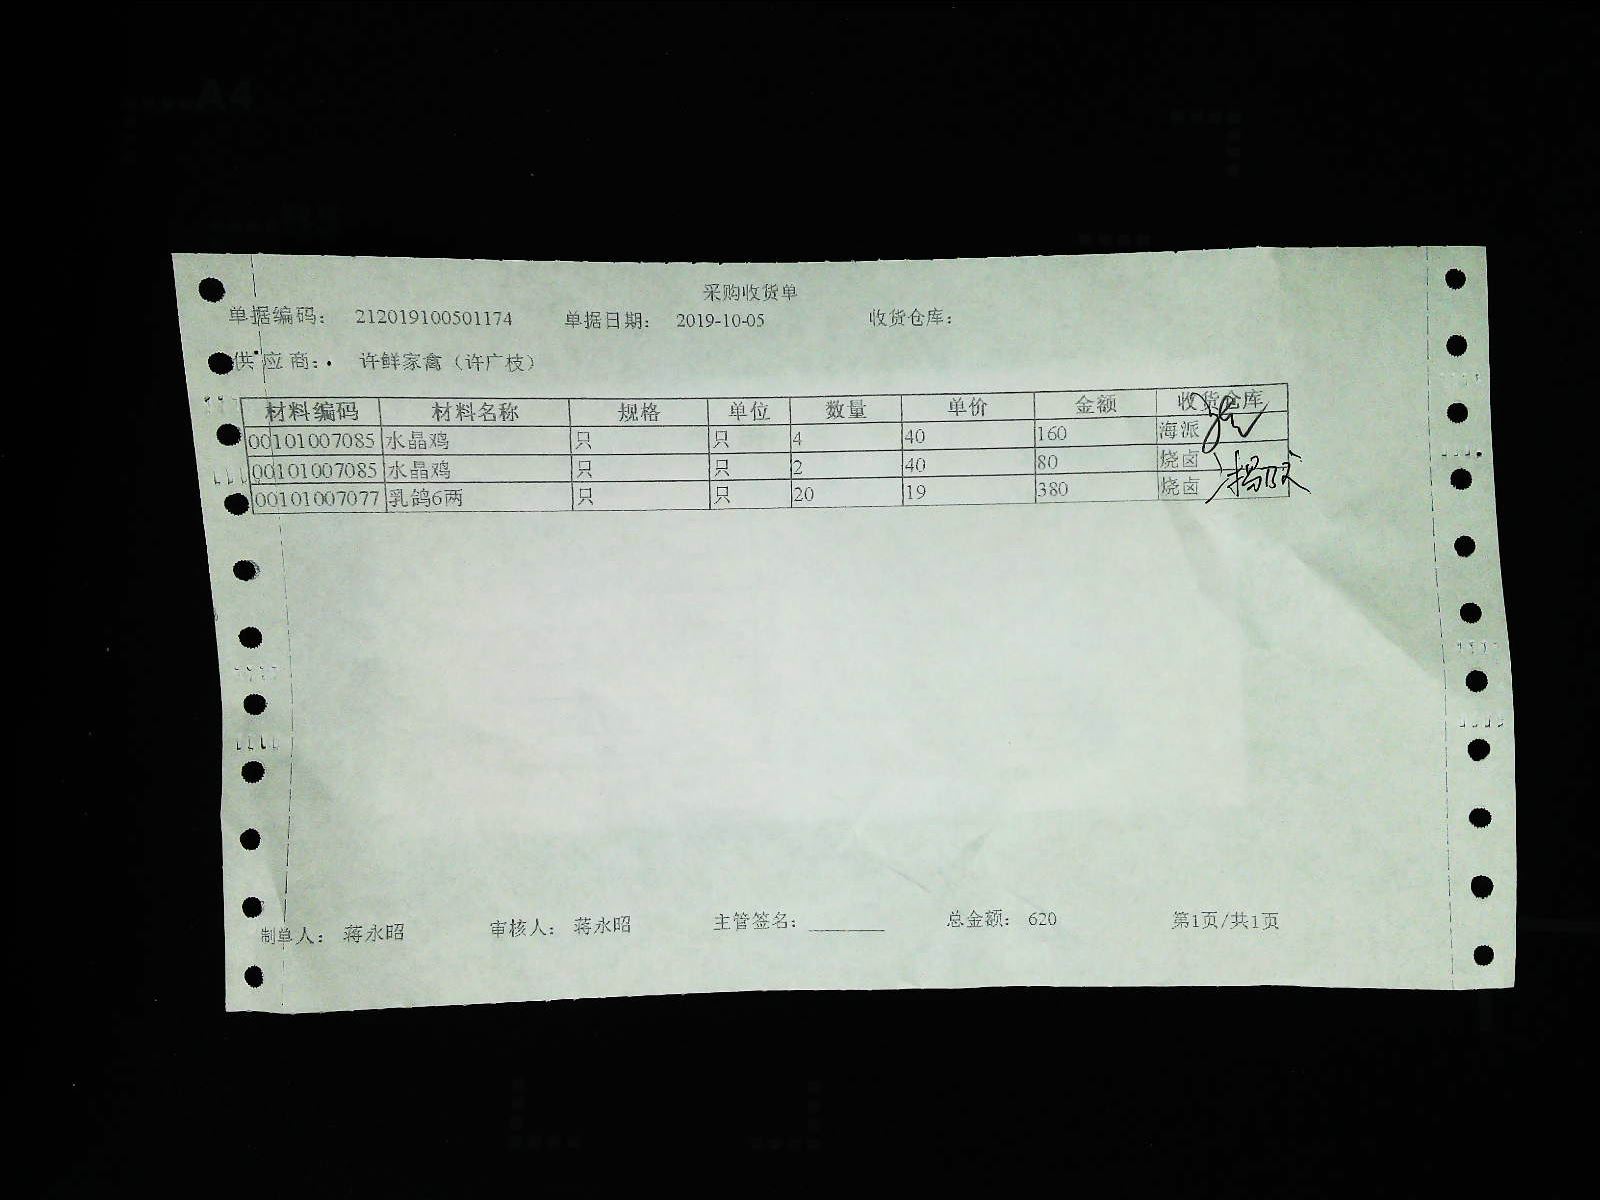 采购收货单
单据编码： 212019100501174 单据日期： 2019-10-05 收货仓库：
供应商： 许鲜家禽（许广枝）
材料编码 材料名称 规格 单位 数量 单价 金额 收货仓库
00101007085 水晶鸡 只 只 4 40 160 海派
00101007085 水晶鸡 只 只 2 40 80 烧卤
00101007077 乳鸽6两 只 只 20 19 380 烧卤
制单人： 蒋永昭 审核人： 蒋永昭 主管签名： 总金额： 620 第1页/共1页